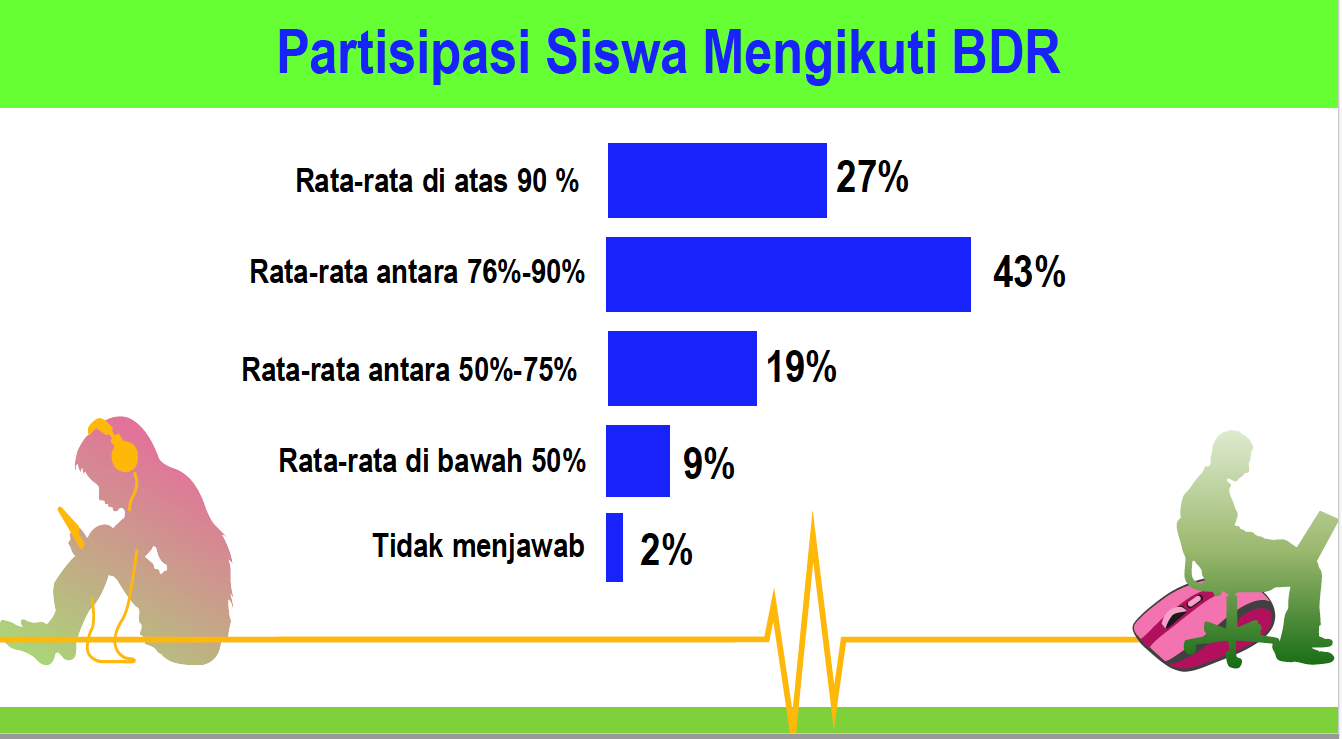 Partisipasi Siswa Mengikuti BDR
Rata-rata di atas 90 % 27%
Rata-rata antara 76%-90% 43%
Rata-rata antara 50%-75% 19%
Rata-rata di bawah 50% 9%
Tidak menjawab 2%